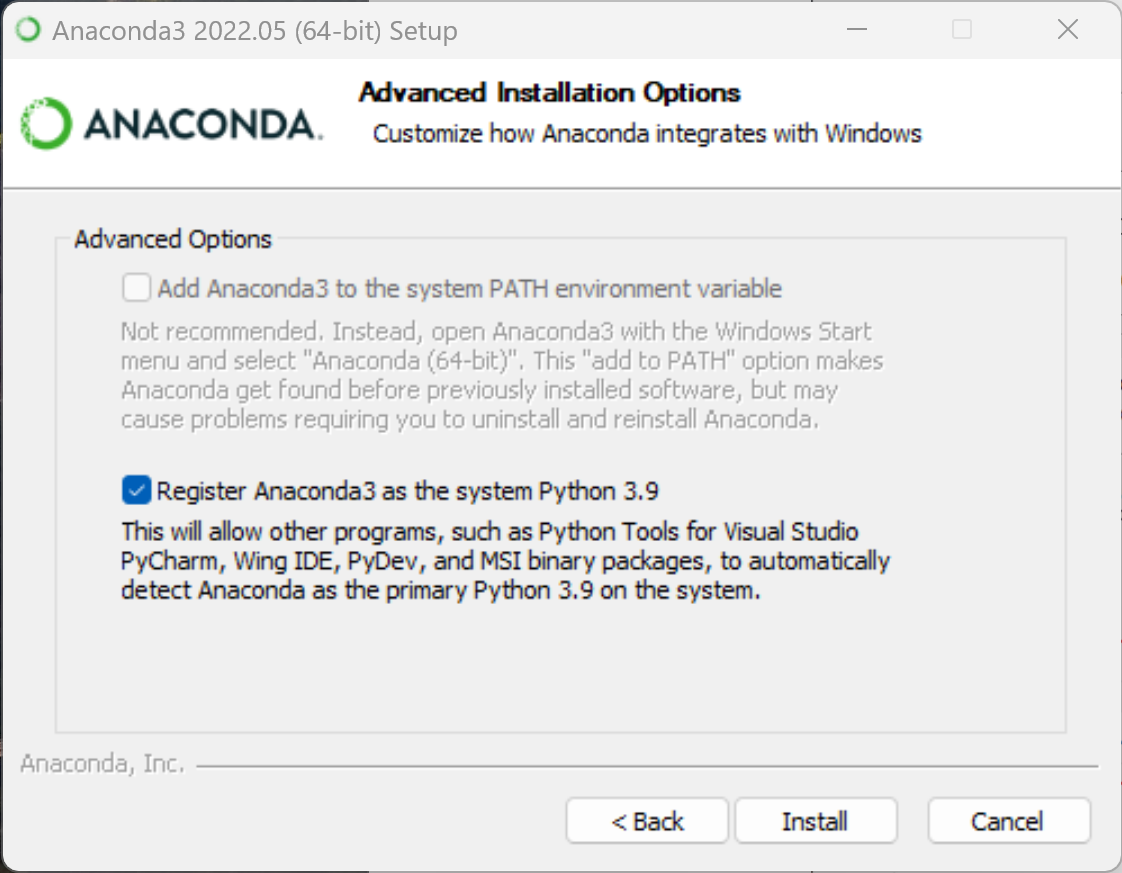 Anaconda3 2022.05 (64-bit) Setup
ANACONDA.
Advanced Installation Options
Customize how Anaconda integrates with Windows
Advanced Options
Add Anaconda3 to the system PATH environment variable
Not recommended. Instead, open Anaconda3 with the Windows Start
menu and select "Anaconda (64-bit)". This "add to PATH" option makes
Anaconda get found before previously installed software, but may
cause problems requiring you to uninstall and reinstall Anaconda.
Register Anaconda3 as the system Python 3.9
This will allow other programs, such as Python Tools for Visual Studio
PyCharm, Wing IDE, PyDev, and MSI binary packages, to automatically
detect Anaconda as the primary Python 3.9 on the system.
Anaconda, Inc.
< Back
Install
Cancel